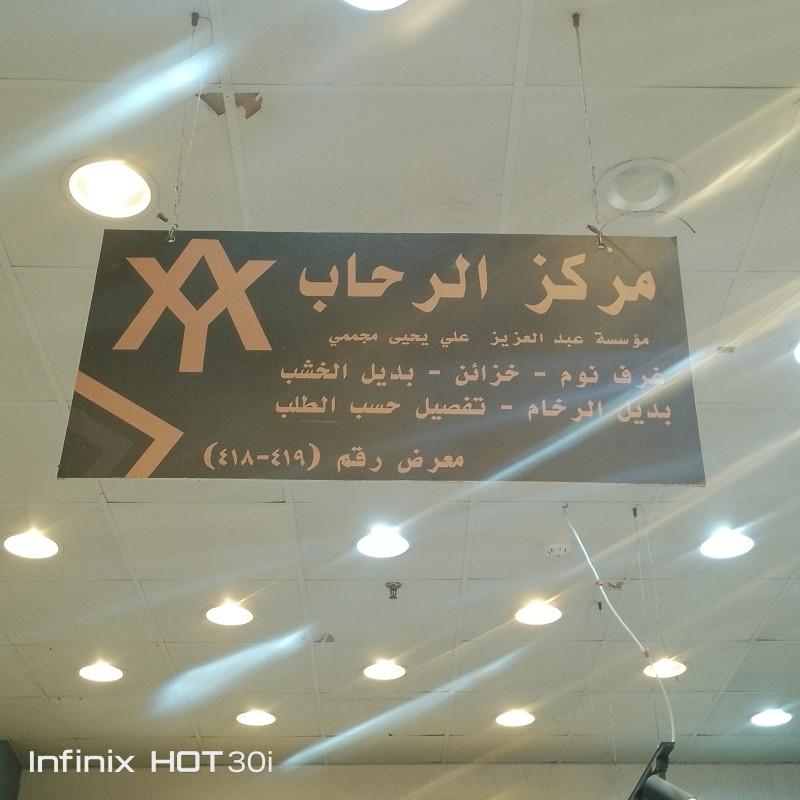 مركز الرحاب
مؤسسة عبد العزيز علي يحيى مجممي
غرف نوم - خزائن - بديل الخشب
بديل الرخام - تفصيل حسب الطلب
معرض رقم (٤١٩-٤١٨)
Infinix HOT 30i